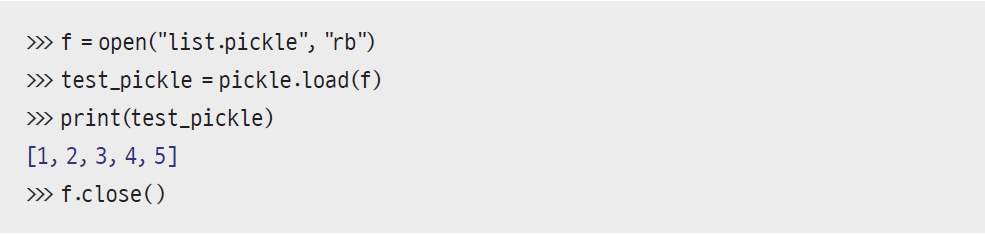 >>> f = open("list.pickle", "rb")
>>> test_pickle = pickle.load(f)
>>> print(test_pickle)
[1, 2, 3, 4, 5]
>>> f.close()